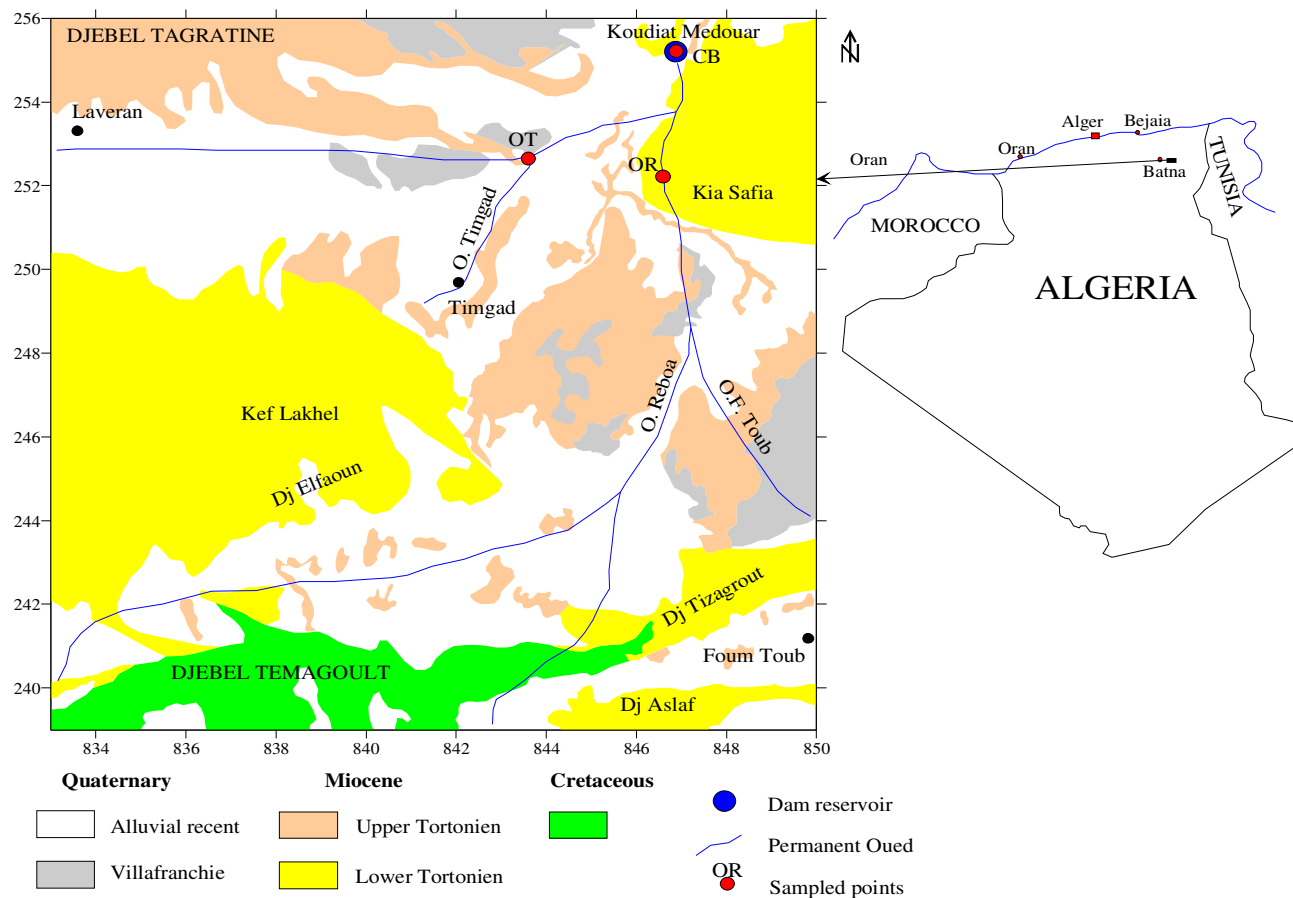 256
254
252
250
248
246
244
242
240
DJEBEL TAGRATINE
Koudiat Medouar
CB
Laveran
OT
OR
Kia Safia
O. Timgad
Timgad
Kef Lakhel
O. Reboa
O.F. Toub
Dj Elfaoun
Dj Tizagrout
Foum Toub
DJEBEL TEMAGOULT
Dj Aslaf
834
836
838
840
842
844
846
848
850
N
Alger
Bejaia
Oran
Oran
Batna
TUNISIA
MOROCCO
ALGERIA
Quaternary
Miocene
Cretaceous
Alluvial recent
Upper Tortonien
Villafranchie
Lower Tortonien
Dam reservoir
Permanent Oued
OR
Sampled points